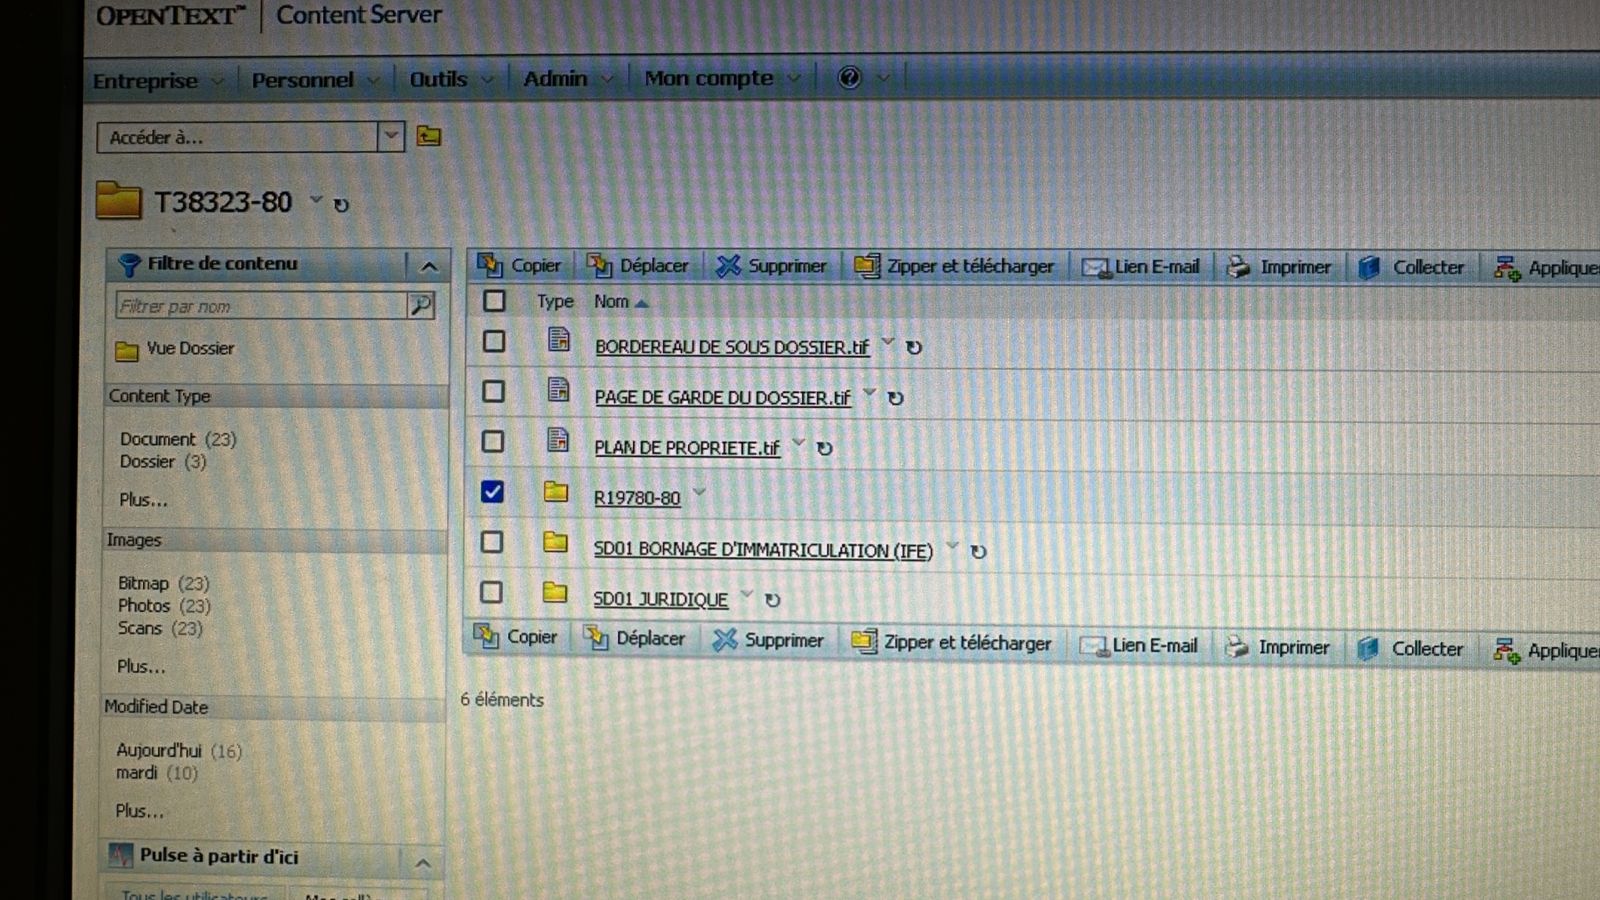 OPENTEXT™ Content Server
Entreprise Personnel Outils Admin Mon compte ?
Accéder à...
T38323-80
Filtre de contenu
Filtrer par nom
Vue Dossier
Content Type
Document (23)
Dossier (3)
Plus...
Images
Bitmap (23)
Photos (23)
Scans (23)
Plus...
Modified Date
Aujourd'hui (16)
mardi (10)
Plus...
Pulse à partir d'ici
Tous les utilisateurs
Copier Déplacer Supprimer Zipper et télécharger Lien E-mail Imprimer Collecter Applique
Type Nom
BORDEREAU DE SOUS DOSSIER.tif
PAGE DE GARDE DU DOSSIER.tif
PLAN DE PROPRIETE.tif
R19780-80
SD01 BORNAGE D'IMMATRICULATION (IFE)
SD01 JURIDIQUE
Copier Déplacer Supprimer Zipper et télécharger Lien E-mail Imprimer Collecter Applique
6 éléments